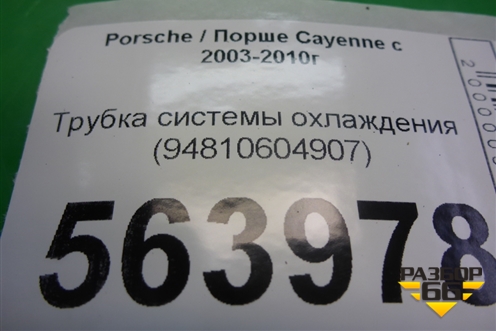 Porsche / Порше Cayenne с
2003-2010г
Трубка системы охлаждения
(94810604907)
563978
РАЗБОР
66